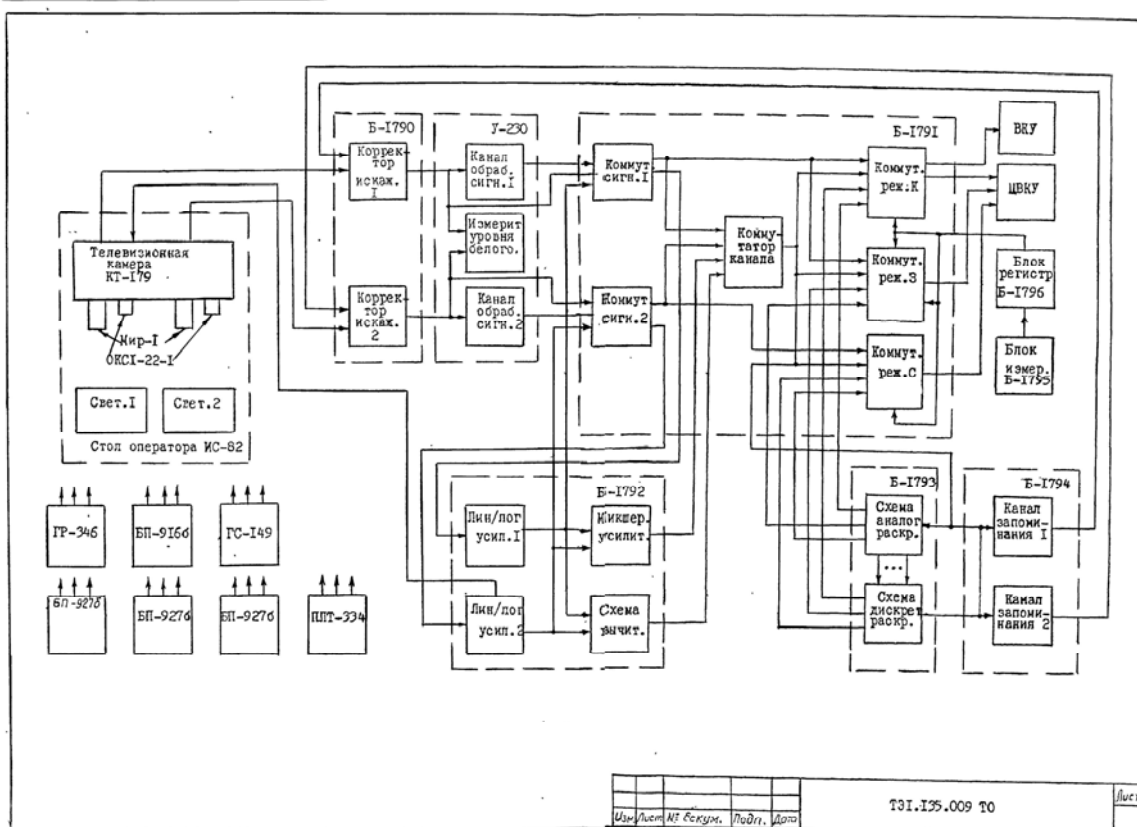 Б-1790
У-230
Б-1791
ВКУ
ЦВКУ
Коррек-
тор
искаж.
1
Канал
обраб.
сигн.1
Коммут.
сигн.1
Коммут.
реж.К
Измерит
уровня
белого.
Комму-
татор
канала
Коммут.
реж.З
Блок
регистр
Б-1796
Телевизионная
камера
КТ-179
Коррек-
тор
искаж.
2
Канал
обраб.
сигн.2
Коммут
сигн.2
Коммут.
реж.С
Блок
измер.
Б-1795
Мир-1
ОКС1-22-1
Свет.1
Свет.2
Стол оператора ИС-82
Б-1792
Б-1793
Б-1794
ГР-346
БП-916б
ГС-149
Лин/лог
усил.1
Микшер.
усилит.
Схема
аналог
раскр.
Канал
запоми-
нания 1
...
БП-927б
БП-927б
БП-927б
ПЛТ-334
Лин/лог
усил.2
Схема
вычит.
Схема
дискрет
раскр.
Канал
запоми-
нания 2
ТЭ1.135.009 ТО
Лист
Изм Лист № докум. Подп. Дата